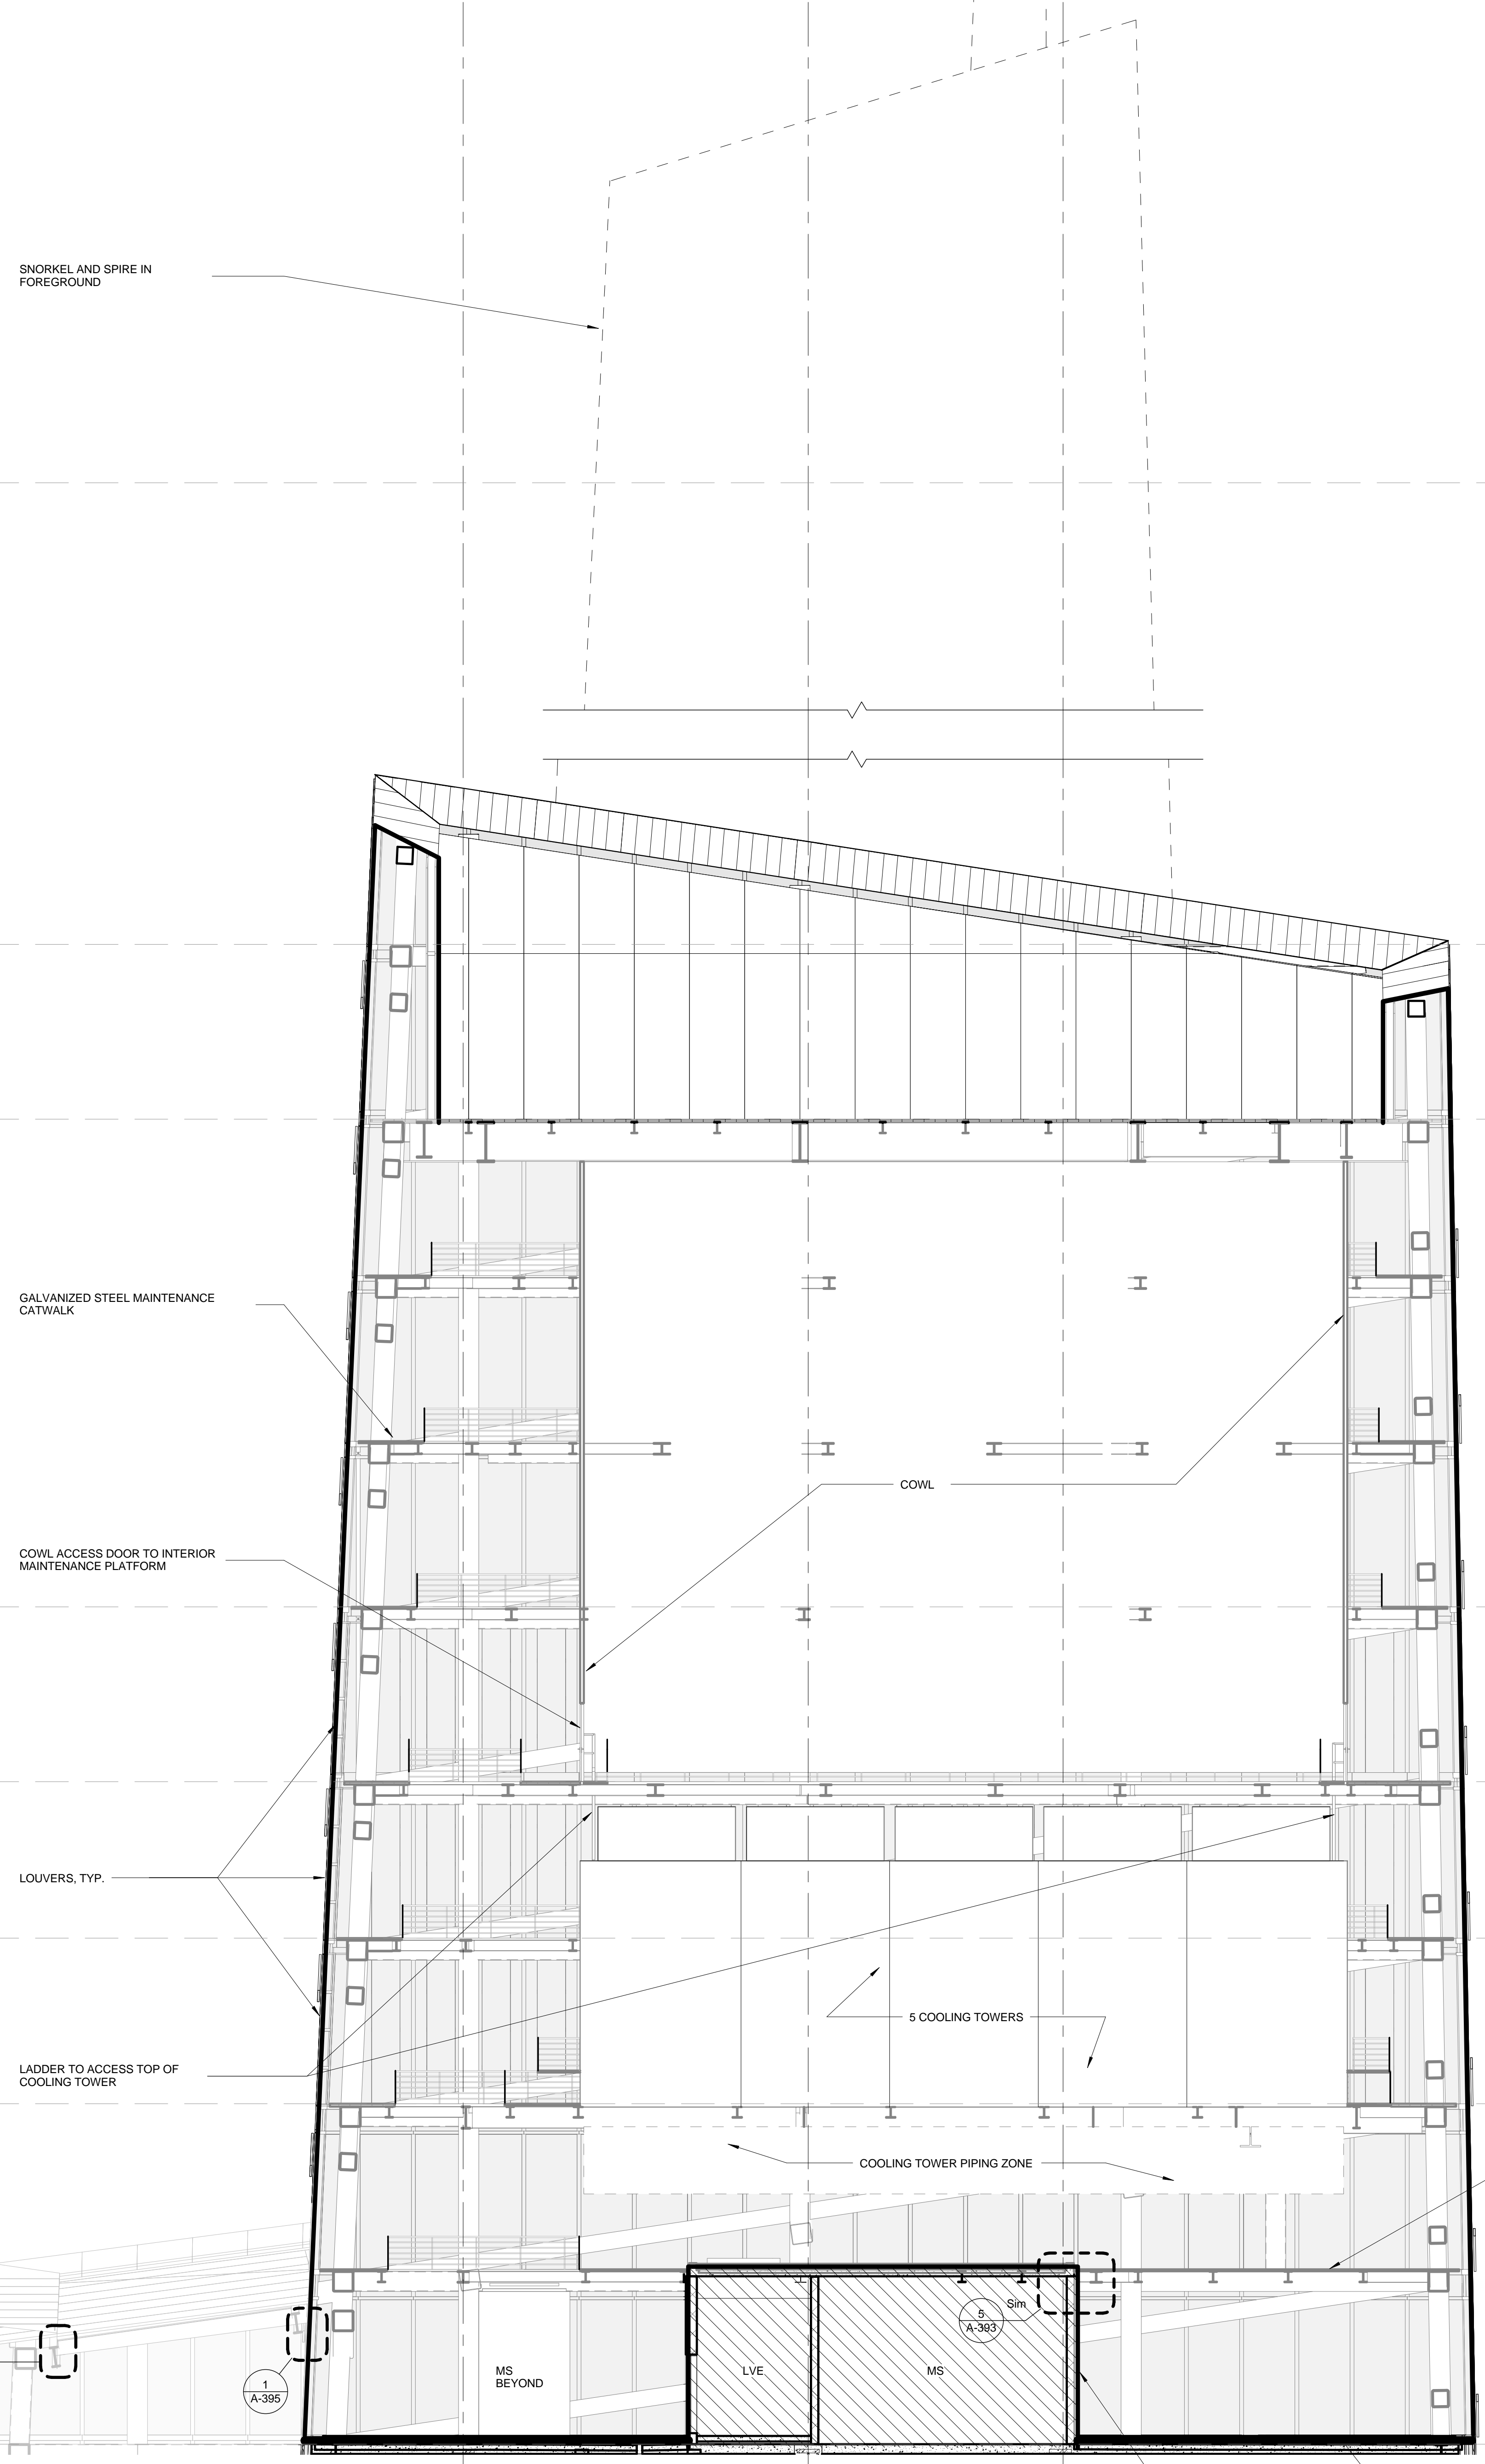 SNORKEL AND SPIRE IN
FOREGROUND
GALVANIZED STEEL MAINTENANCE
CATWALK
COWL
COWL ACCESS DOOR TO INTERIOR
MAINTENANCE PLATFORM
LOUVERS, TYP.
5 COOLING TOWERS
LADDER TO ACCESS TOP OF
COOLING TOWER
COOLING TOWER PIPING ZONE
Sim
5
A-393
MS
BEYOND
LVE
MS
1
A-395